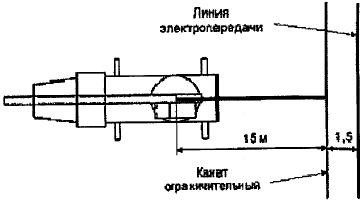 Линия
электропередачи
15 м
1,5
Канат
ограничительный